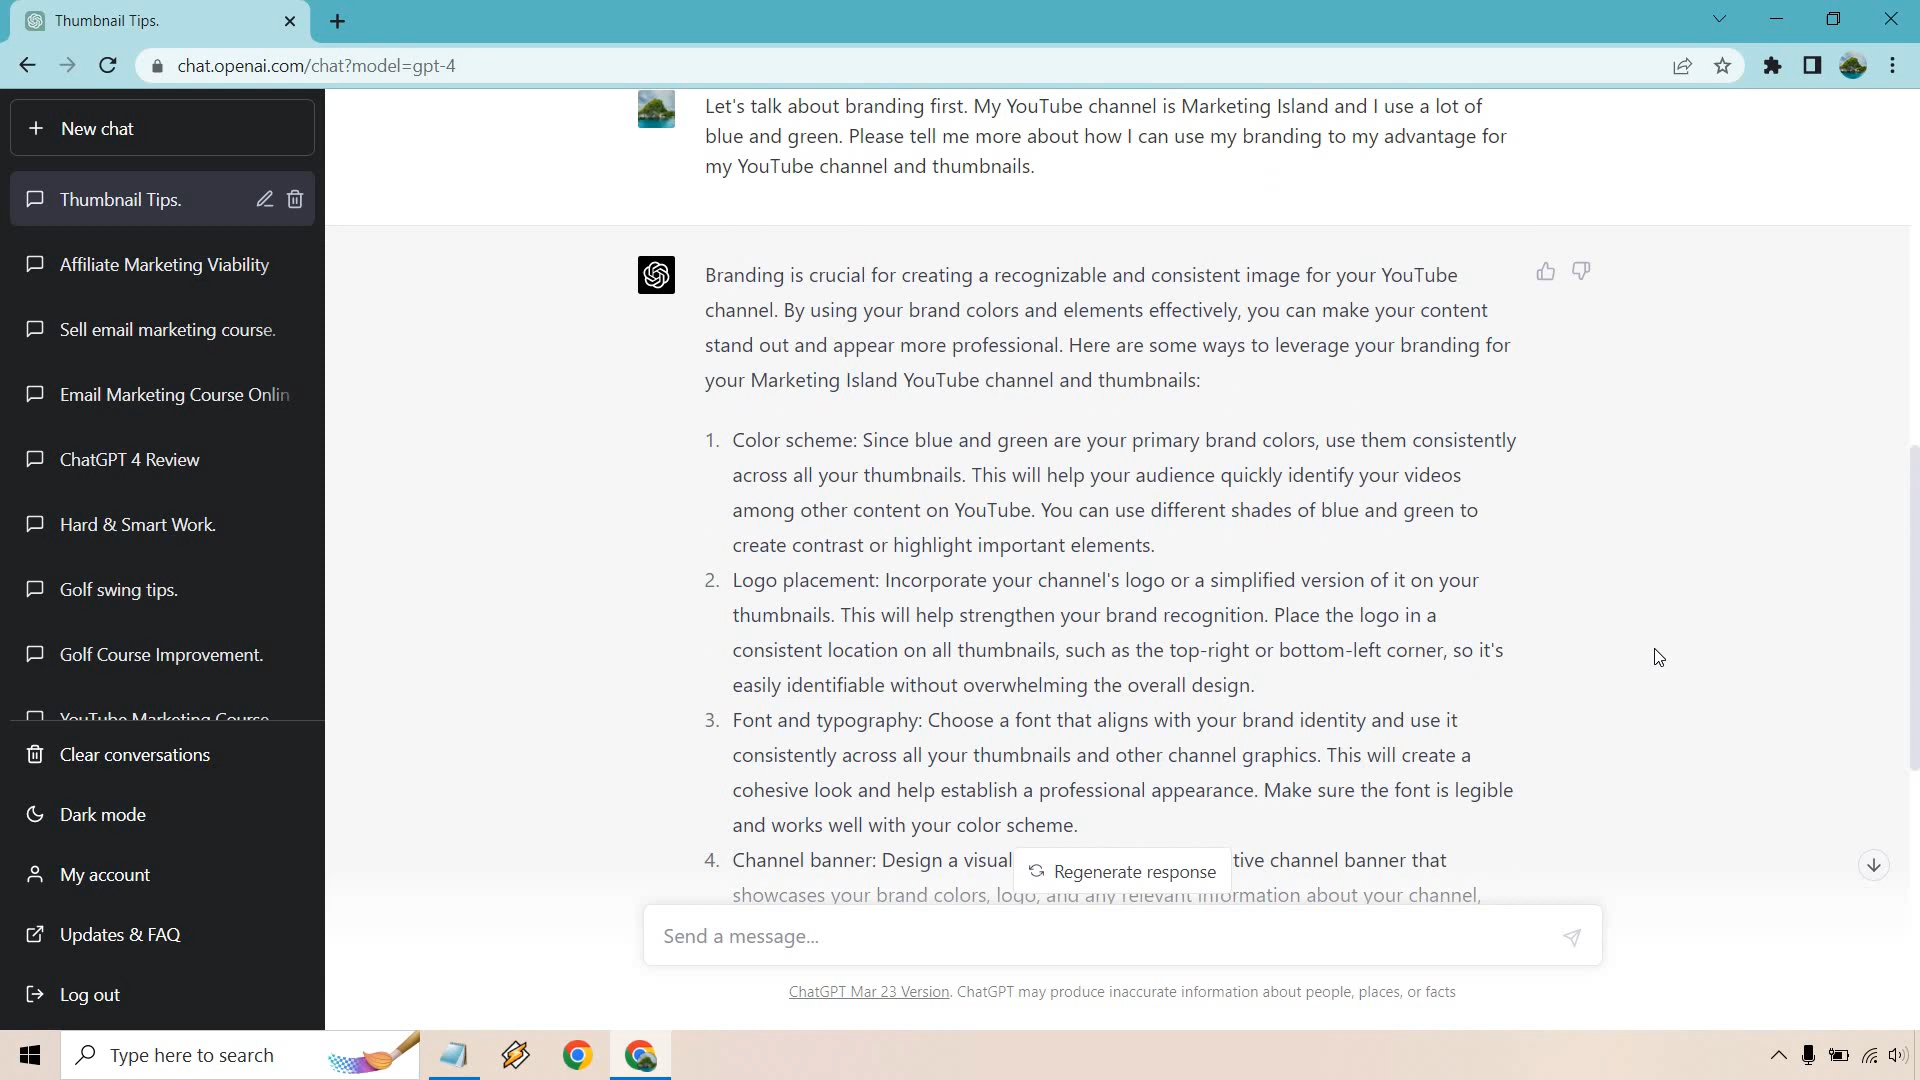 Thumbnail Tips.
chat.openai.com/chat?model=gpt-4
New chat
Thumbnail Tips.
Affiliate Marketing Viability
Sell email marketing course.
Email Marketing Course Onlin
ChatGPT 4 Review
Hard & Smart Work.
Golf swing tips.
Golf Course Improvement.
YouTube Marketing Course
Clear conversations
Dark mode
My account
Updates & FAQ
Log out
Let's talk about branding first. My YouTube channel is Marketing Island and I use a lot of
blue and green. Please tell me more about how I can use my branding to my advantage for
my YouTube channel and thumbnails.
Branding is crucial for creating a recognizable and consistent image for your YouTube
channel. By using your brand colors and elements effectively, you can make your content
stand out and appear more professional. Here are some ways to leverage your branding for
your Marketing Island YouTube channel and thumbnails:
1. Color scheme: Since blue and green are your primary brand colors, use them consistently
across all your thumbnails. This will help your audience quickly identify your videos
among other content on YouTube. You can use different shades of blue and green to
create contrast or highlight important elements.
2. Logo placement: Incorporate your channel's logo or a simplified version of it on your
thumbnails. This will help strengthen your brand recognition. Place the logo in a
consistent location on all thumbnails, such as the top-right or bottom-left corner, so it's
easily identifiable without overwhelming the overall design.
3. Font and typography: Choose a font that aligns with your brand identity and use it
consistently across all your thumbnails and other channel graphics. This will create a
cohesive look and help establish a professional appearance. Make sure the font is legible
and works well with your color scheme.
4. Channel banner: Design a visual tive channel banner that
Regenerate response
showcases your brand colors, logo, and any relevant information about your channel,
Send a message...
ChatGPT Mar 23 Version. ChatGPT may produce inaccurate information about people, places, or facts
Type here to search